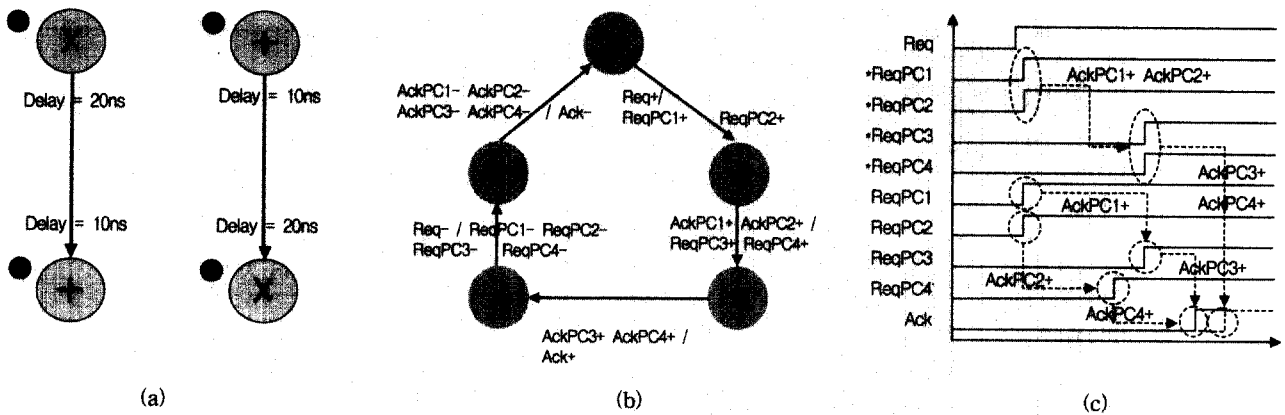 X
+
Delay = 20ns
Delay = 10ns
Delay = 10ns
Delay = 20ns
+
X
(a)
AckPC1- AckPC2-
AckPC3- AckPC4- / Ack-
Req+/
ReqPC1+ ReqPC2+
Req- / ReqPC1- ReqPC2-
ReqPC3- ReqPC4-
AckPC1+ AckPC2+ /
ReqPC3+ ReqPC4+
AckPC3+ AckPC4+ /
Ack+
(b)
Req
*ReqPC1
AckPC1+ AckPC2+
*ReqPC2
*ReqPC3
*ReqPC4
AckPC3+
ReqPC1
AckPC1+
AckPC4+
ReqPC2
ReqPC3
AckPC3+
AckPC2+
ReqPC4
AckPC4+
Ack
(c)